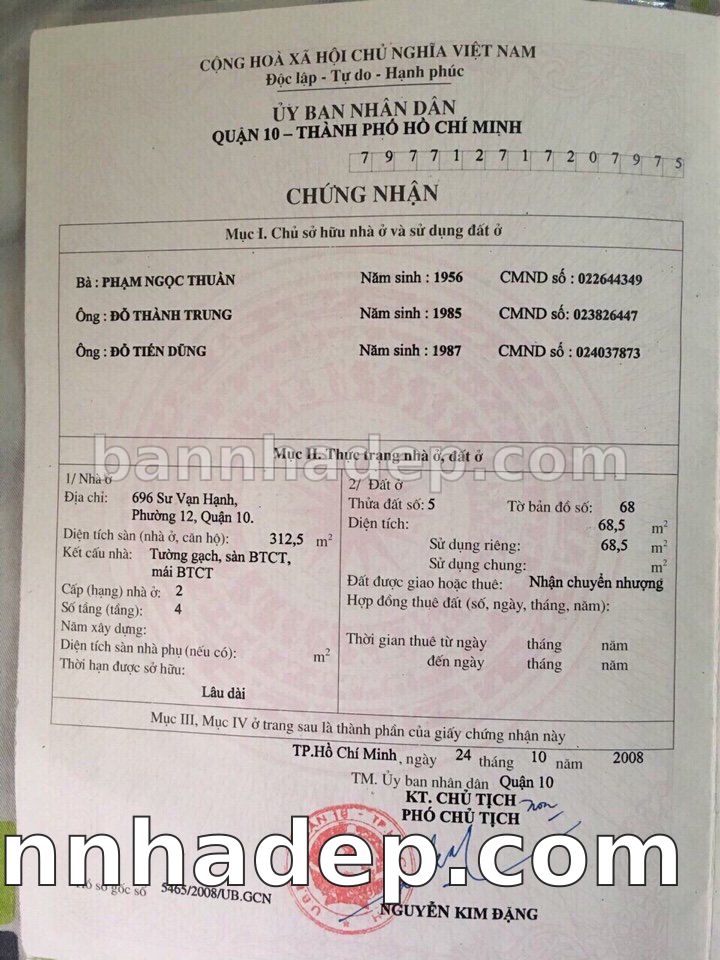 CỘNG HOÀ XÃ HỘI CHỦ NGHĨA VIỆT NAM
Độc lập - Tự do - Hạnh phúc
ỦY BAN NHÂN DÂN
QUẬN 10 – THÀNH PHỐ HỒ CHÍ MINH
7 9 7 7 1 2 7 1 7 2 0 7 9 7 5
CHỨNG NHẬN
Mục I. Chủ sở hữu nhà ở và sử dụng đất ở
Bà : PHẠM NGỌC THUẦN Năm sinh : 1956 CMND số : 022644349
Ông : ĐỖ THÀNH TRUNG Năm sinh : 1985 CMND số: 023826447
Ông : ĐỖ TIẾN DŨNG Năm sinh : 1987 CMND số : 024037873
bannhadep.com
Mục II. Thực trạng nhà ở, đất ở
1/ Nhà ở
Địa chỉ: 696 Sư Vạn Hạnh,
Phường 12, Quận 10.
Diện tích sàn (nhà ở, căn hộ): 312,5 m²
Kết cấu nhà: Tường gạch, sàn BTCT,
mái BTCT
Cấp (hạng) nhà ở: 2
Số tầng (tầng): 4
Năm xây dựng:
Diện tích sàn nhà phụ (nếu có): m²
Thời hạn được sở hữu:
Lâu dài
2/ Đất ở
Thửa đất số: 5 Tờ bản đồ số: 68
Diện tích: 68,5 m²
Sử dụng riêng: 68,5 m²
Sử dụng chung: m²
Đất được giao hoặc thuê: Nhận chuyển nhượng
Hợp đồng thuê đất (số, ngày, tháng, năm):
Thời gian thuê từ ngày tháng năm
đến ngày tháng năm
Mục III, Mục IV ở trang sau là thành phần của giấy chứng nhận này
TP.Hồ Chí Minh, ngày 24 tháng 10 năm 2008
TM. Ủy ban nhân dân Quận 10
KT. CHỦ TỊCH
PHÓ CHỦ TỊCH
nnhadep.com
Hồ sơ gốc số 5465/2008/UB.GCN
NGUYỄN KIM ĐẶNG